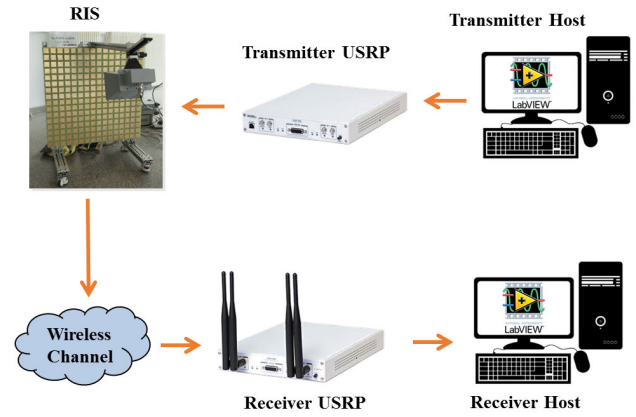 RIS
Transmitter Host
Transmitter USRP
LabVIEW
Wireless
Channel
LabVIEW
Receiver USRP
Receiver Host